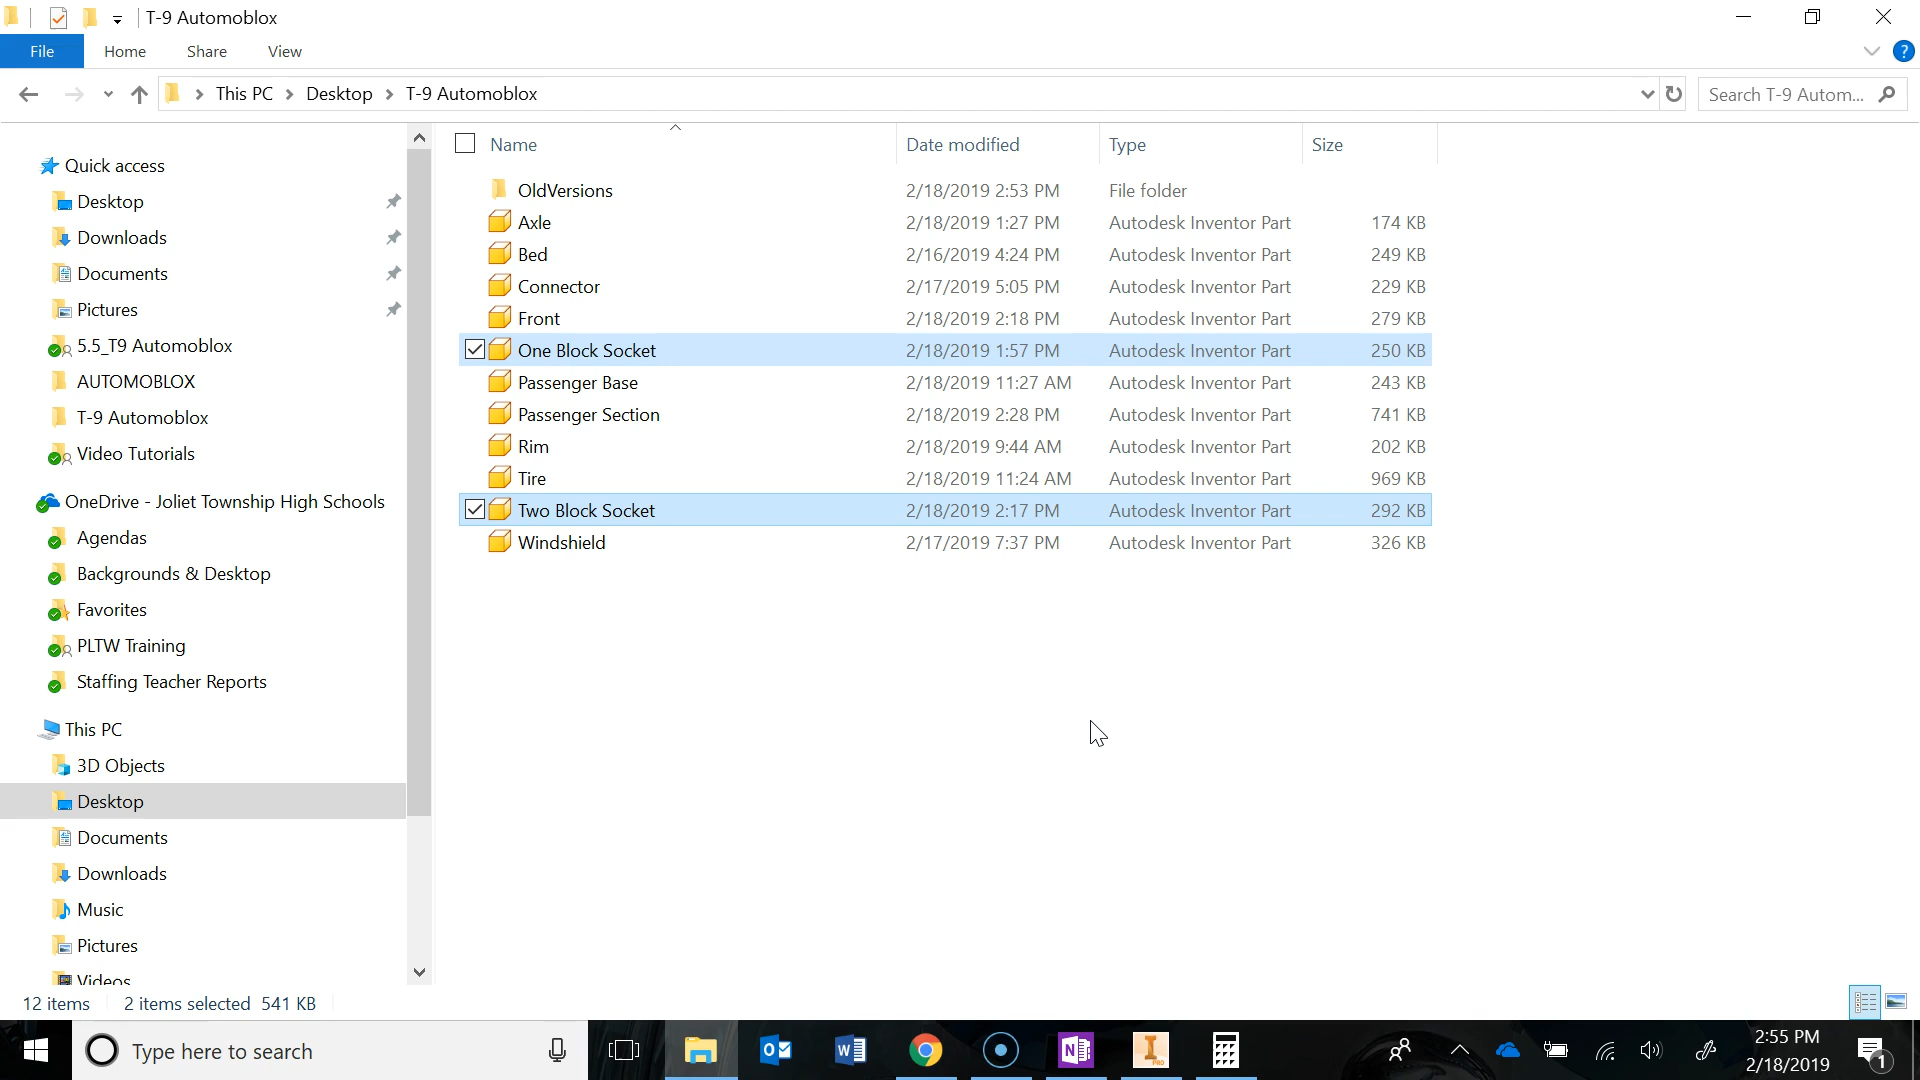 T-9 Automoblox
File Home Share View
This PC > Desktop > T-9 Automoblox
Search T-9 Autom...
Name Date modified Type Size
OldVersions 2/18/2019 2:53 PM File folder
Axle 2/18/2019 1:27 PM Autodesk Inventor Part 174 KB
Bed 2/16/2019 4:24 PM Autodesk Inventor Part 249 KB
Connector 2/17/2019 5:05 PM Autodesk Inventor Part 229 KB
Front 2/18/2019 2:18 PM Autodesk Inventor Part 279 KB
One Block Socket 2/18/2019 1:57 PM Autodesk Inventor Part 250 KB
Passenger Base 2/18/2019 11:27 AM Autodesk Inventor Part 243 KB
Passenger Section 2/18/2019 2:28 PM Autodesk Inventor Part 741 KB
Rim 2/18/2019 9:44 AM Autodesk Inventor Part 202 KB
Tire 2/18/2019 11:24 AM Autodesk Inventor Part 969 KB
Two Block Socket 2/18/2019 2:17 PM Autodesk Inventor Part 292 KB
Windshield 2/17/2019 7:37 PM Autodesk Inventor Part 326 KB
Quick access
Desktop
Downloads
Documents
Pictures
5.5_T9 Automoblox
AUTOMOBLOX
T-9 Automoblox
Video Tutorials
OneDrive - Joliet Township High Schools
Agendas
Backgrounds & Desktop
Favorites
PLTW Training
Staffing Teacher Reports
This PC
3D Objects
Desktop
Documents
Downloads
Music
Pictures
Videos
12 items 2 items selected 541 KB
Type here to search
2:55 PM
2/18/2019
1